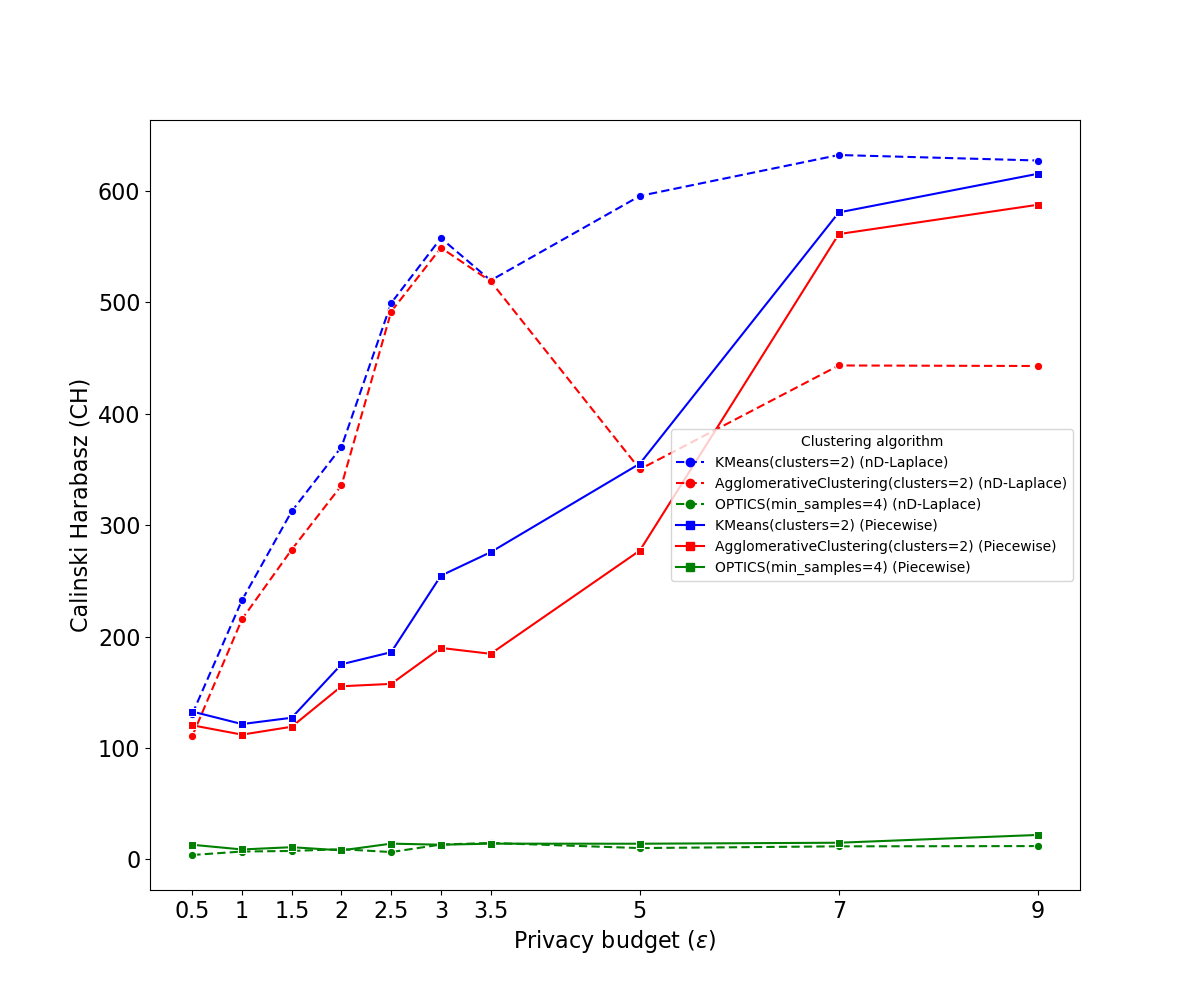 600
500
400
300
200
100
0
Calinski Harabasz (CH)
Clustering algorithm
KMeans(clusters=2) (nD-Laplace)
AgglomerativeClustering(clusters=2) (nD-Laplace)
OPTICS(min_samples=4) (nD-Laplace)
KMeans(clusters=2) (Piecewise)
AgglomerativeClustering(clusters=2) (Piecewise)
OPTICS(min_samples=4) (Piecewise)
0.5 1 1.5 2 2.5 3 3.5 5 7 9
Privacy budget (ε)